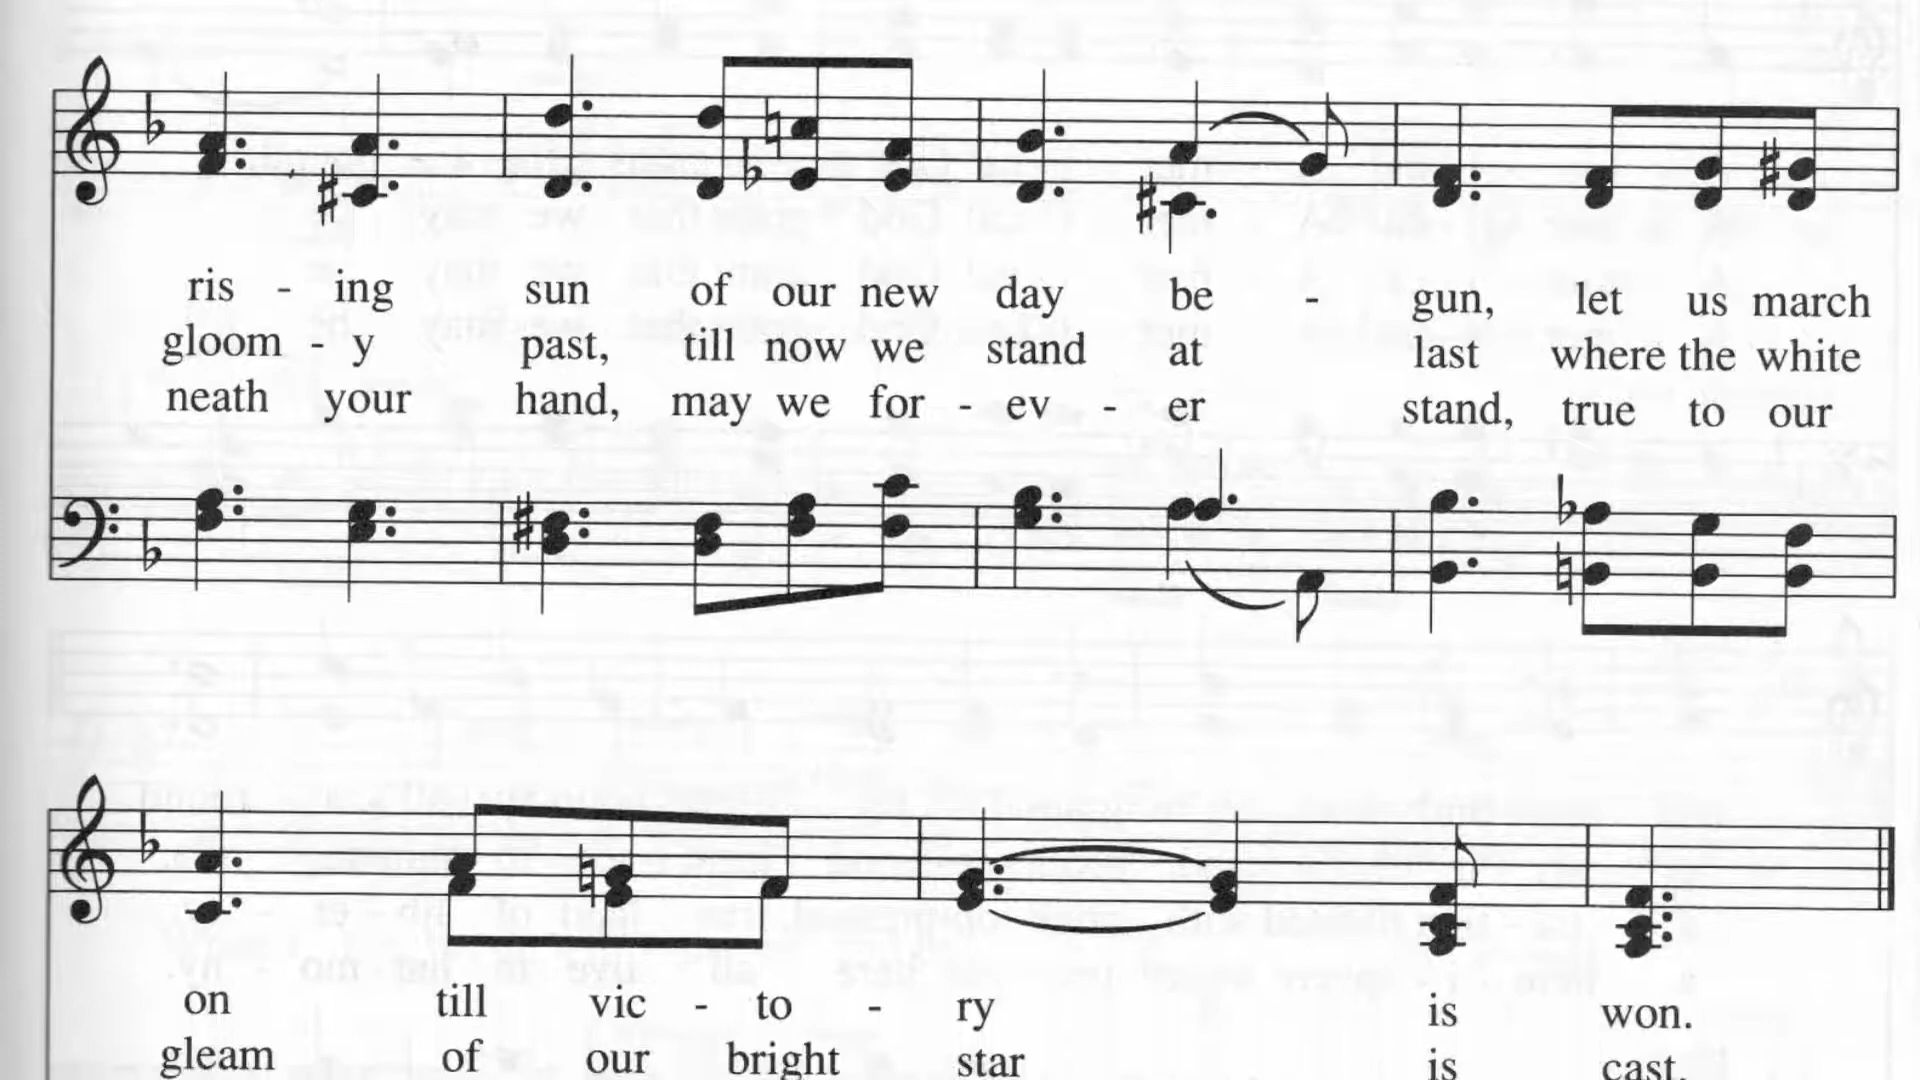 ris - ing sun of our new day be - gun, let us march
gloom - y past, till now we stand at last where the white
neath your hand, may we for - ev - er stand, true to our
on till vic - to - ry is won.
gleam of our bright star is cast.